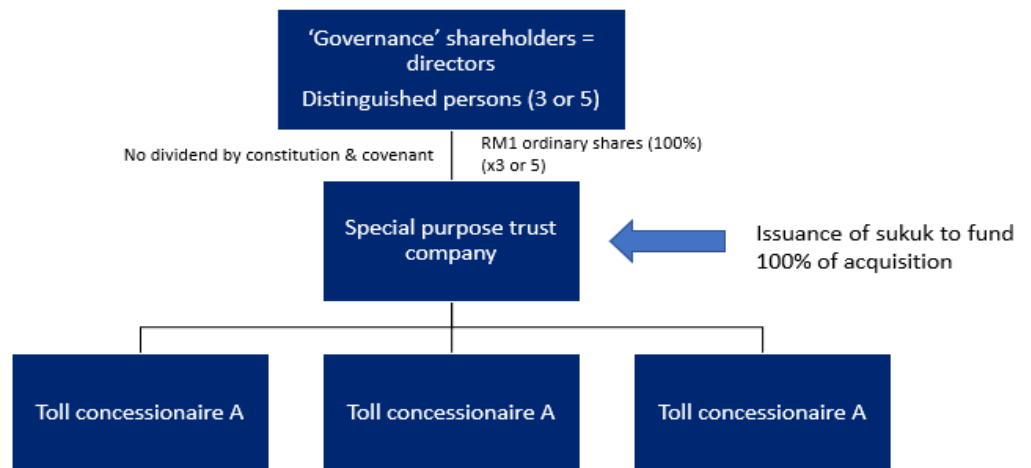 ‘Governance’ shareholders =
directors
Distinguished persons (3 or 5)
No dividend by constitution & covenant
RM1 ordinary shares (100%)
(x3 or 5)
Special purpose trust
company
Issuance of sukuk to fund
100% of acquisition
Toll concessionaire A
Toll concessionaire A
Toll concessionaire A